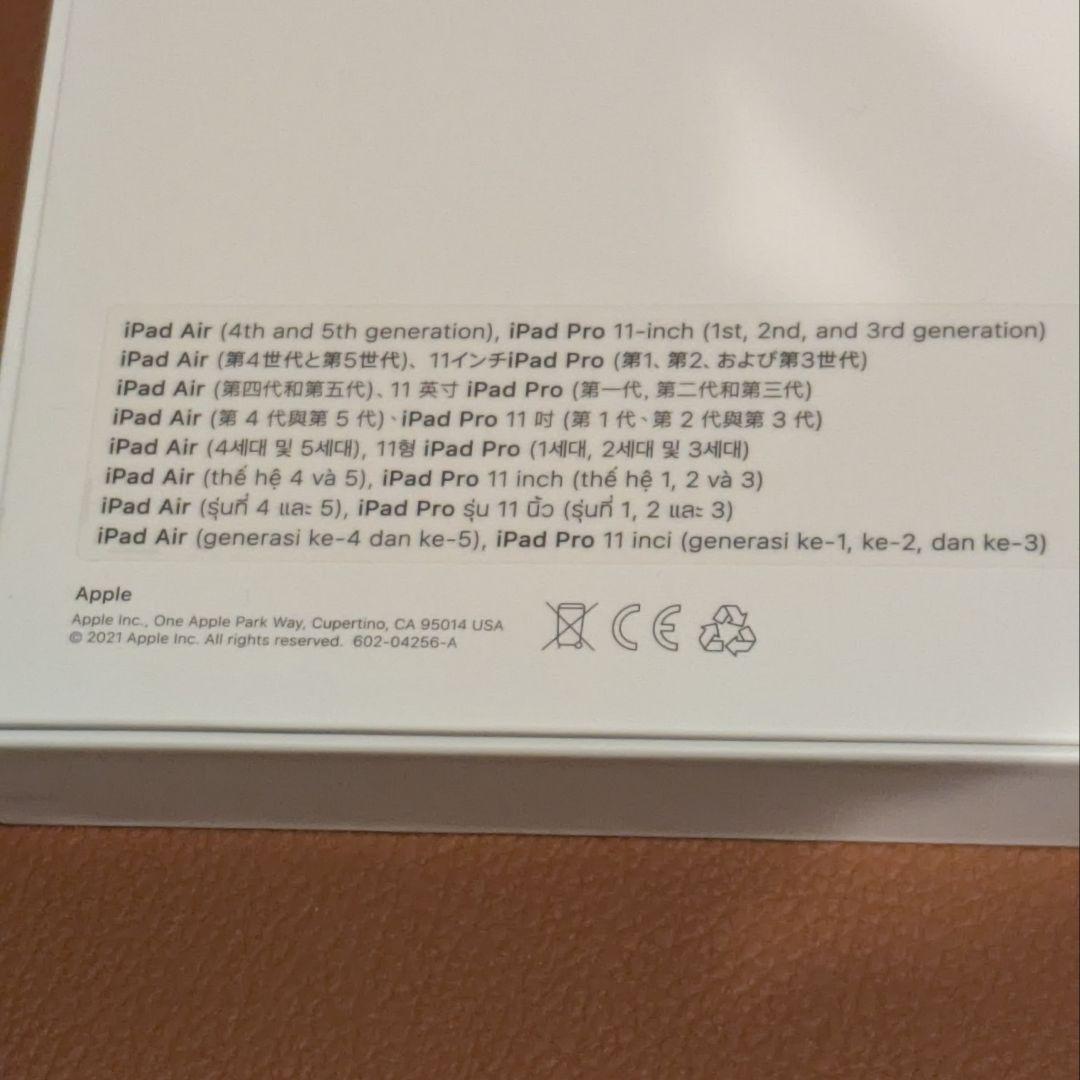 iPad Air (4th and 5th generation), iPad Pro 11-inch (1st, 2nd, and 3rd generation)
iPad Air (第4世代と第5世代)、11インチiPad Pro (第1、第2、および第3世代)
iPad Air (第四代和第五代)、11 英寸 iPad Pro (第一代, 第二代和第三代)
iPad Air (第 4 代與第 5 代)、iPad Pro 11 吋 (第 1 代、第 2 代與第 3 代)
iPad Air (4세대 및 5세대), 11형 iPad Pro (1세대, 2세대 및 3세대)
iPad Air (thế hệ 4 và 5), iPad Pro 11 inch (thế hệ 1, 2 và 3)
iPad Air (รุ่นที่ 4 และ 5), iPad Pro รุ่น 11 นิ้ว (รุ่นที่ 1, 2 และ 3)
iPad Air (generasi ke-4 dan ke-5), iPad Pro 11 inci (generasi ke-1, ke-2, dan ke-3)
Apple
Apple Inc., One Apple Park Way, Cupertino, CA 95014 USA
© 2021 Apple Inc. All rights reserved. 602-04256-A
CE